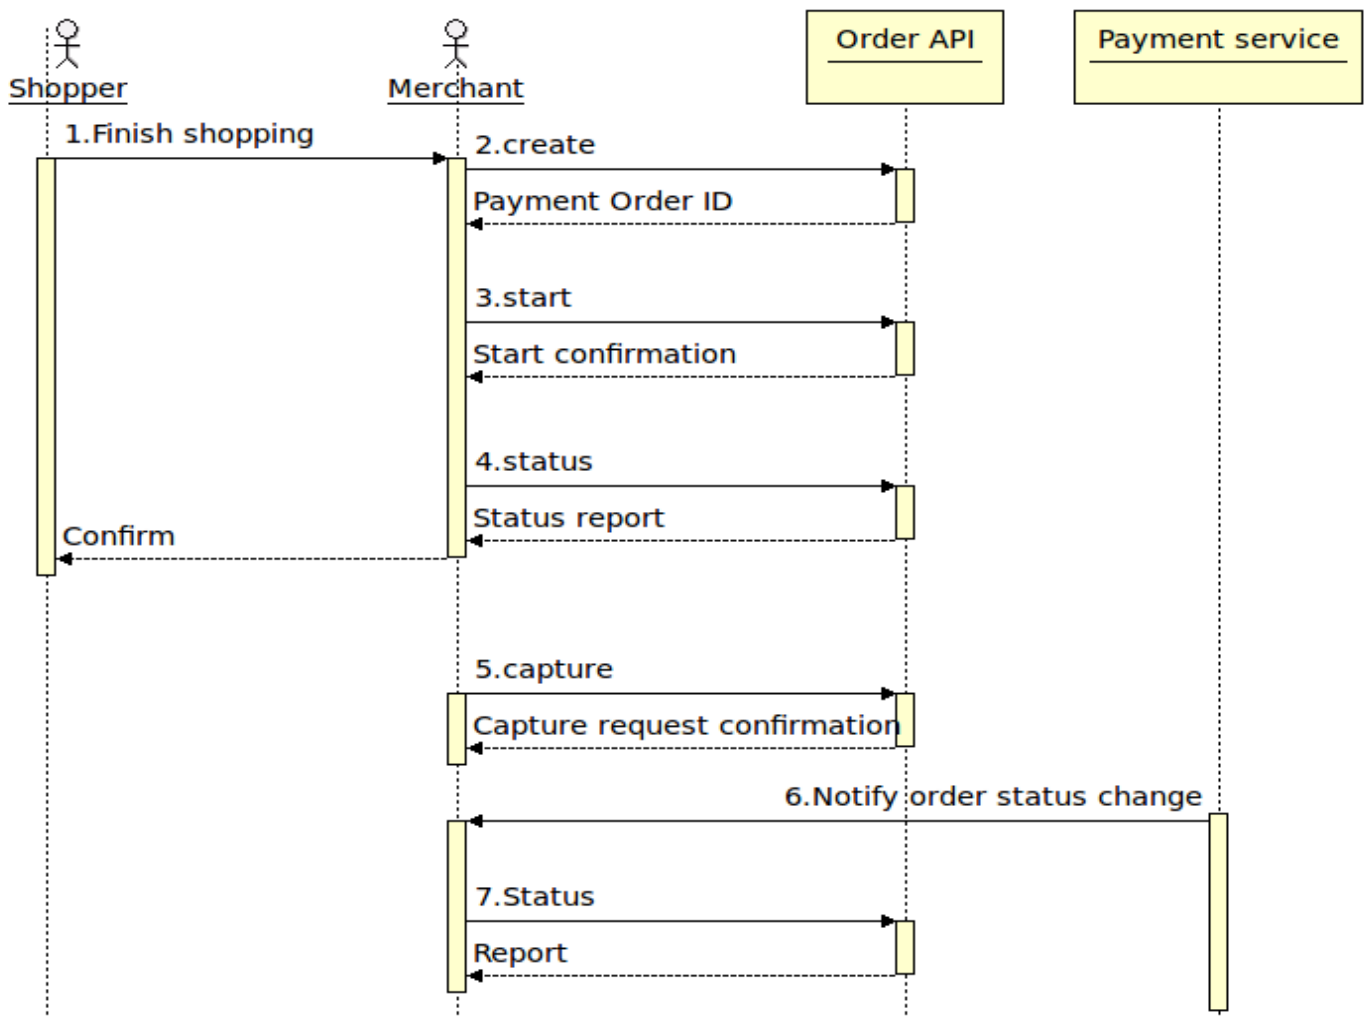 Order API
Payment service
Shopper
Merchant
1.Finish shopping
2.create
Payment Order ID
3.start
Start confirmation
4.status
Status report
Confirm
5.capture
Capture request confirmation
6.Notify order status change
7.Status
Report